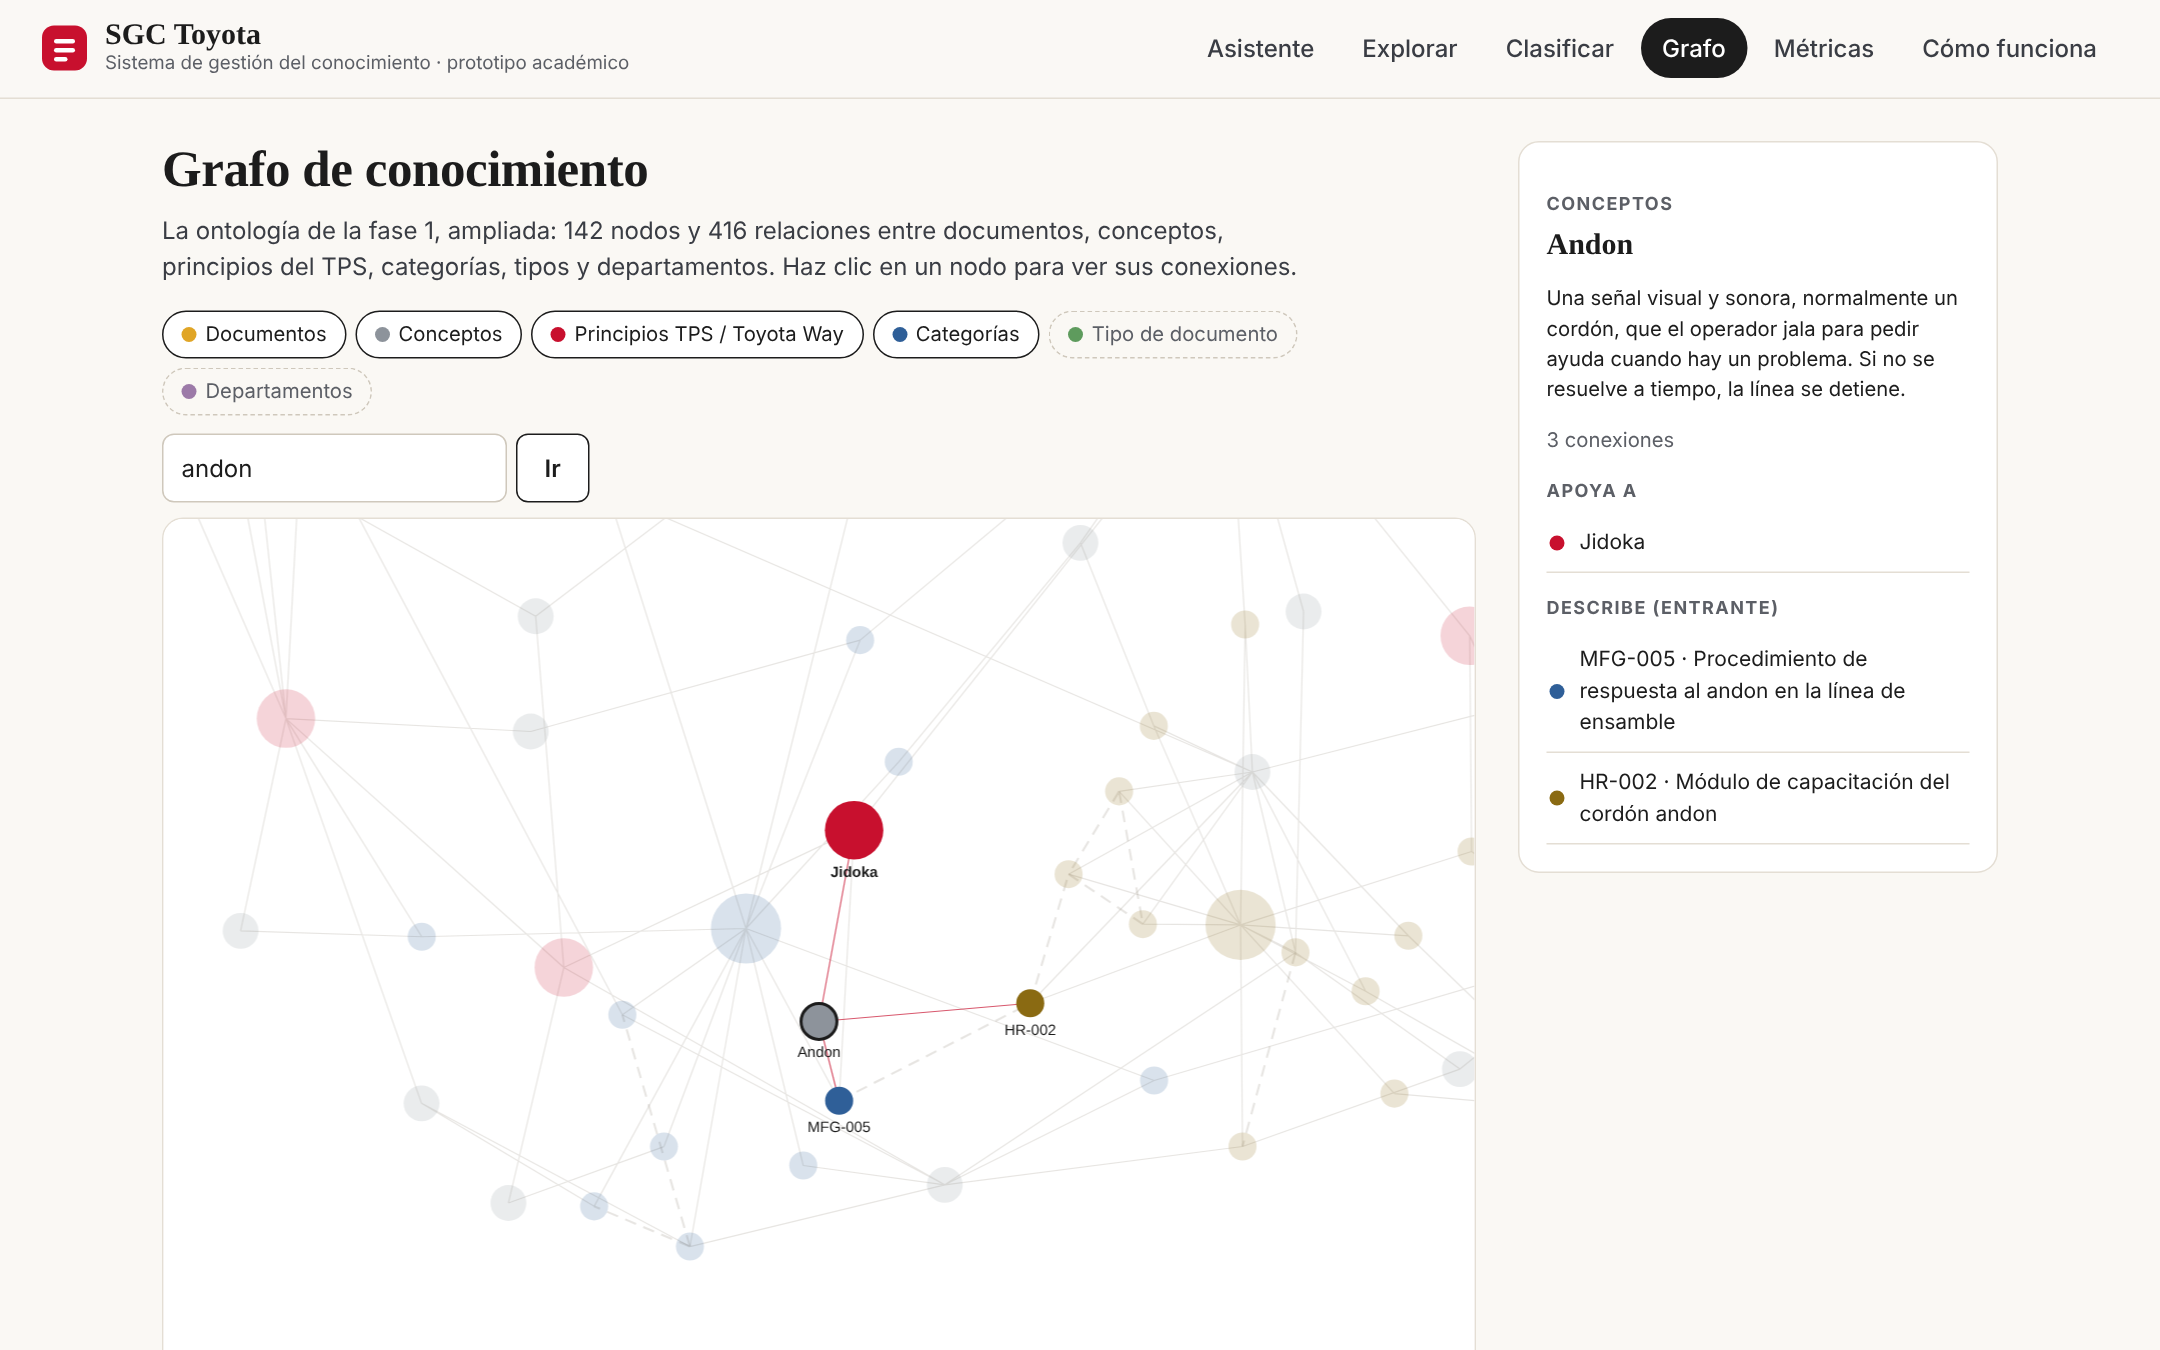 SGC Toyota
Sistema de gestión del conocimiento · prototipo académico
Asistente
Explorar
Clasificar
Grafo
Métricas
Cómo funciona
Grafo de conocimiento
La ontología de la fase 1, ampliada: 142 nodos y 416 relaciones entre documentos, conceptos,
principios del TPS, categorías, tipos y departamentos. Haz clic en un nodo para ver sus conexiones.
Documentos
Conceptos
Principios TPS / Toyota Way
Categorías
Tipo de documento
Departamentos
andon
Ir
Jidoka
Andon
HR-002
MFG-005
CONCEPTOS
Andon
Una señal visual y sonora, normalmente un
cordón, que el operador jala para pedir
ayuda cuando hay un problema. Si no se
resuelve a tiempo, la línea se detiene.
3 conexiones
APOYA A
Jidoka
DESCRIBE (ENTRANTE)
MFG-005 · Procedimiento de
respuesta al andon en la línea de
ensamble
HR-002 · Módulo de capacitación del
cordón andon